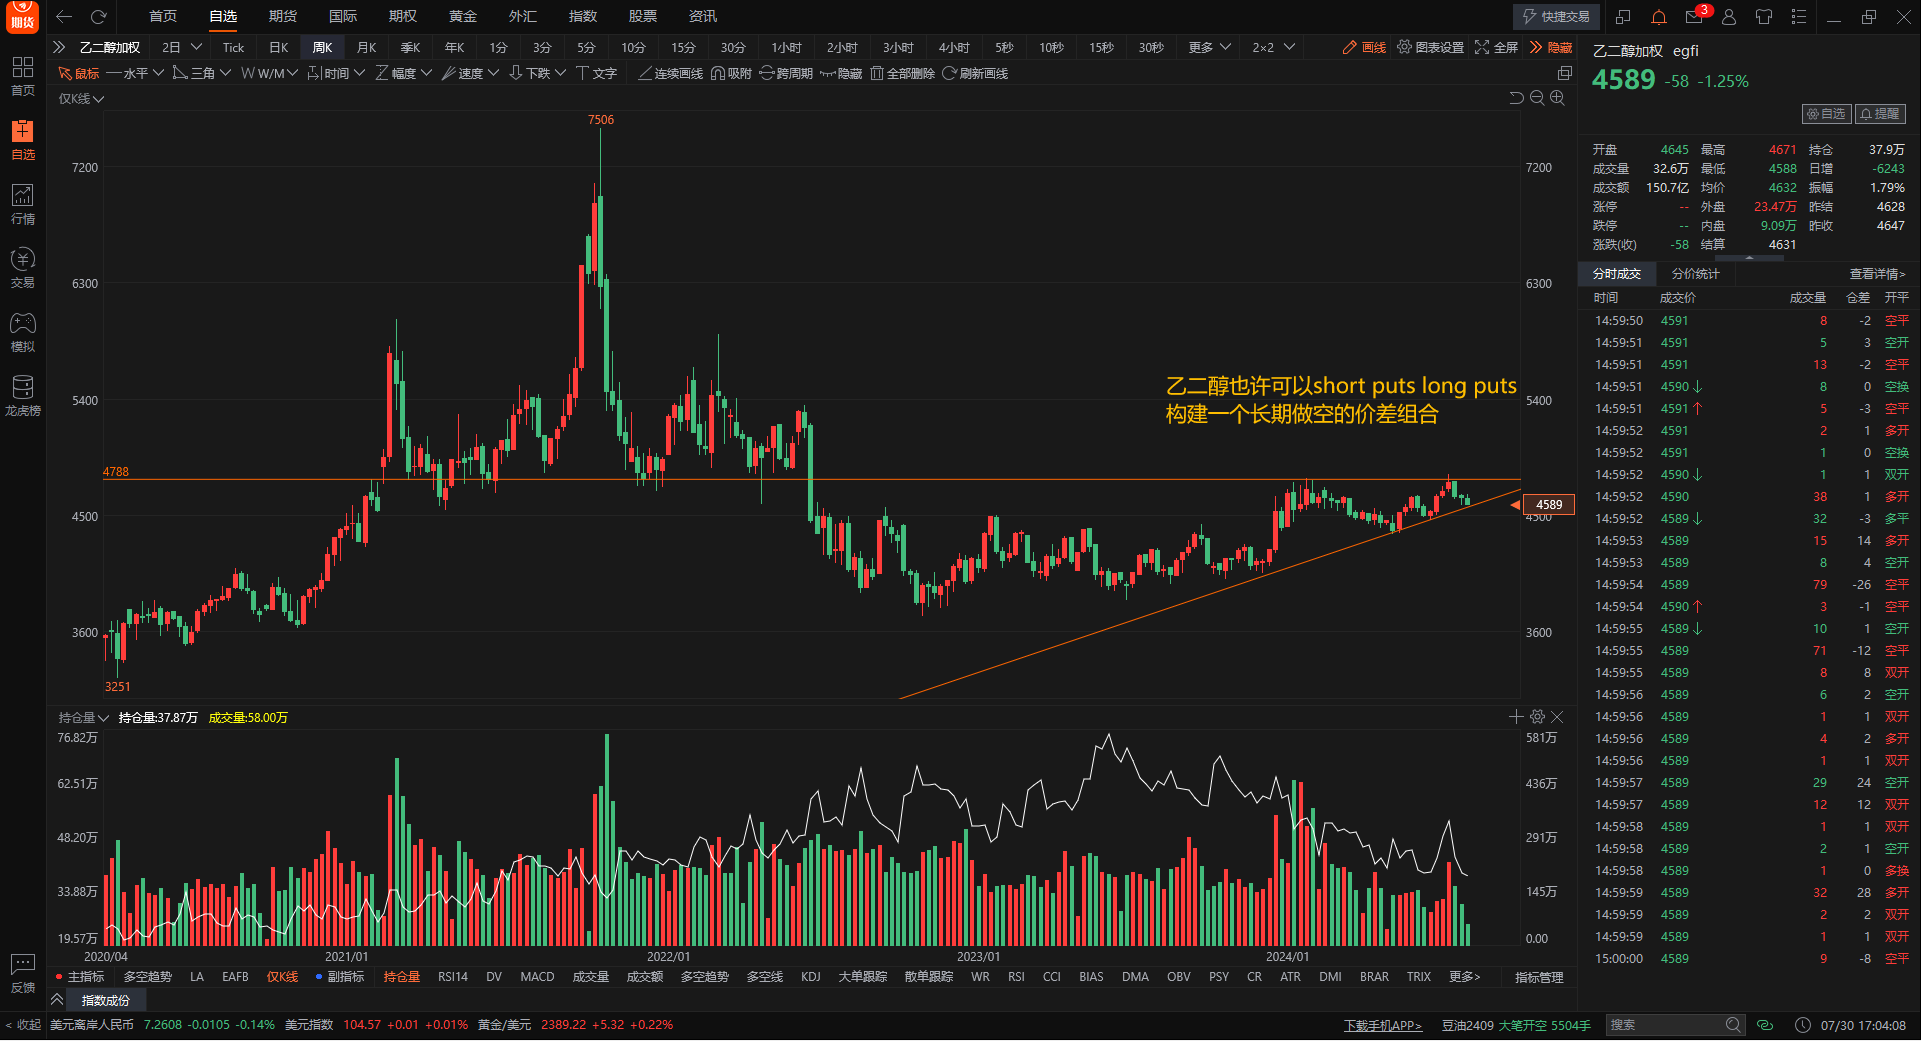 期货
首页 自选 期货 国际 期权 黄金 外汇 指数 股票 资讯
快捷交易 3
乙二醇加权 2日 Tick 日K 周K 月K 季K 年K 1分 3分 5分 10分 15分 30分 1小时 2小时 3小时 4小时 5秒 10秒 15秒 30秒 更多 2×2 画线 图表设置 全屏 隐藏
鼠标 水平 三角 W/M 时间 幅度 速度 下跌 文字 连续画线 吸附 跨周期 隐藏 全部删除 刷新画线
首页
自选
行情
交易
模拟
龙虎榜
反馈
< 收起
仅K线
7506
7200 7200
6300 6300
5400 5400
乙二醇也许可以short puts long puts
构建一个长期做空的价差组合
4788
4589
4500 4500
3600 3600
3251
持仓量 持仓量:37.87万 成交量:58.00万
76.82万 581万
62.51万 436万
48.20万 291万
33.88万 145万
19.57万 0.00
2020/04 2021/01 2022/01 2023/01 2024/01
主指标 多空趋势 LA EAFB 仅K线 副指标 持仓量 RSI14 DV MACD 成交量 成交额 多空趋势 多空线 KDJ 大单跟踪 散单跟踪 WR RSI CCI BIAS DMA OBV PSY CR ATR DMI BRAR TRIX 更多> 指标管理
指数成份
乙二醇加权 egfi
4589 -58 -1.25%
自选 提醒
开盘 4645 最高 4671 持仓 37.9万
成交量 32.6万 最低 4588 日增 -6243
成交额 150.7亿 均价 4632 振幅 1.79%
涨停 -- 外盘 23.47万 昨结 4628
跌停 -- 内盘 9.09万 昨收 4647
涨跌(收) -58 结算 4631
分时成交 分价统计 查看详情>
时间 成交价 成交量 仓差 开平
14:59:50 4591 8 -2 空平
14:59:51 4591 5 3 空开
14:59:51 4591 13 -2 空平
14:59:51 4590↓ 8 0 空换
14:59:51 4591↑ 5 -3 空平
14:59:52 4591 2 1 多开
14:59:52 4591 1 0 空换
14:59:52 4590↓ 1 1 双开
14:59:52 4590 38 1 多开
14:59:52 4589↓ 32 -3 多平
14:59:53 4589 15 14 多开
14:59:53 4589 8 4 空开
14:59:54 4589 79 -26 空平
14:59:54 4590↑ 3 -1 空平
14:59:55 4589↓ 10 1 空开
14:59:55 4589 71 -12 空平
14:59:55 4589 8 8 双开
14:59:56 4589 6 2 空开
14:59:56 4589 1 1 双开
14:59:56 4589 4 2 多开
14:59:56 4589 1 1 双开
14:59:57 4589 29 24 空开
14:59:57 4589 12 12 双开
14:59:58 4589 1 1 双开
14:59:58 4589 2 1 空开
14:59:58 4589 1 0 多换
14:59:59 4589 32 28 多开
14:59:59 4589 2 2 双开
14:59:59 4589 1 1 双开
15:00:00 4589 9 -8 空平
美元离岸人民币 7.2608 -0.0105 -0.14% 美元指数 104.57 +0.01 +0.01% 黄金/美元 2389.22 +5.32 +0.22% 下载手机APP> 豆油2409 大笔开空 5504手 搜索 07/30 17:04:08